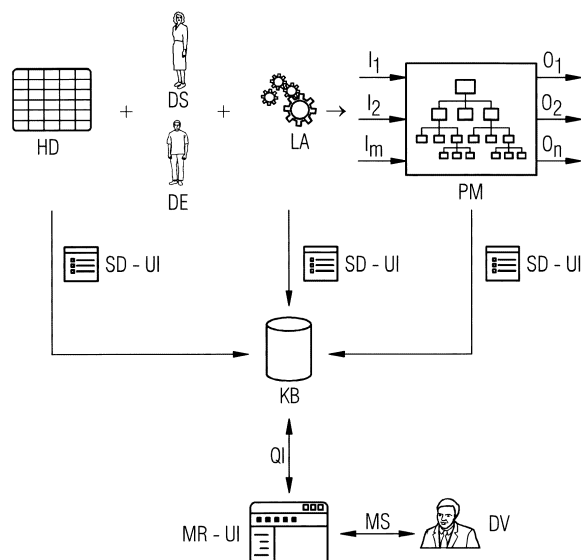 I1
O1
I2
O2
Im
On
HD
+
DS
DE
+
LA
PM
SD - UI
SD - UI
SD - UI
KB
QI
MR - UI
MS
DV